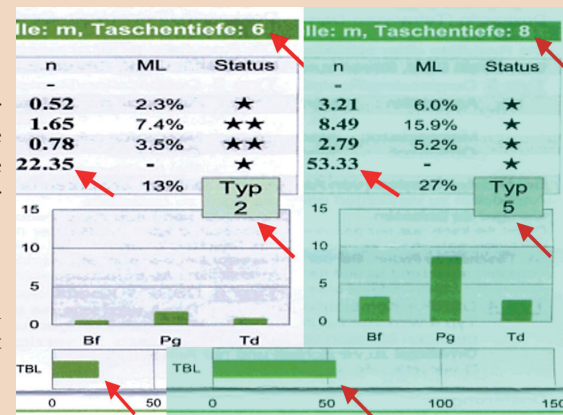 lle: m, Taschentiefe: 6
n ML Status
-
0.52 2.3% ★
1.65 7.4% ★★
0.78 3.5% ★★
22.35 - ★
13% Typ
2
15
10
5
0
Bf Pg Td
TBL
0 50
lle: m, Taschentiefe: 8
n ML Status
-
3.21 6.0% ★
8.49 15.9% ★
2.79 5.2% ★
53.33 - ★
27% Typ
5
15
10
5
0
Bf Pg Td
TBL
0 50 100 150